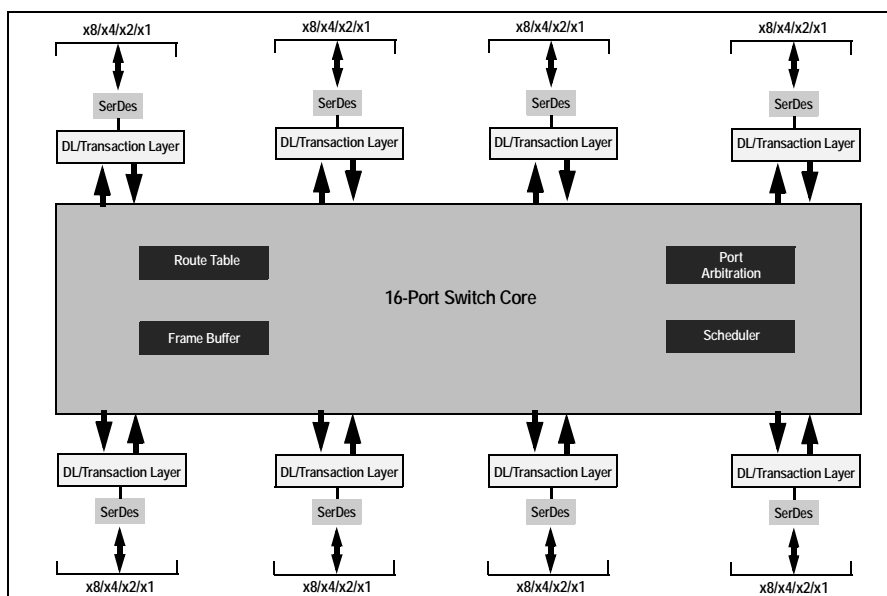 x8/x4/x2/x1
x8/x4/x2/x1
x8/x4/x2/x1
x8/x4/x2/x1
SerDes
SerDes
SerDes
SerDes
DL/Transaction Layer
DL/Transaction Layer
DL/Transaction Layer
DL/Transaction Layer
Route Table
Port
Arbitration
16-Port Switch Core
Frame Buffer
Scheduler
DL/Transaction Layer
DL/Transaction Layer
DL/Transaction Layer
DL/Transaction Layer
SerDes
SerDes
SerDes
SerDes
x8/x4/x2/x1
x8/x4/x2/x1
x8/x4/x2/x1
x8/x4/x2/x1